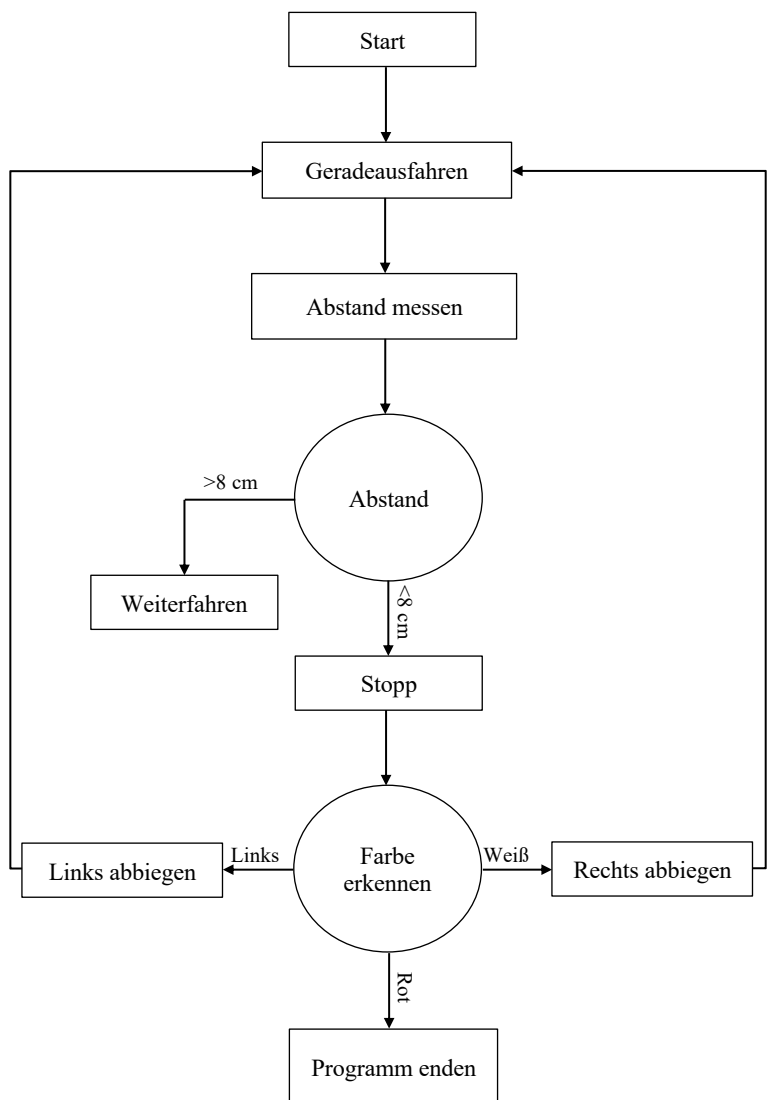 Start
Geradeausfahren
Abstand messen
Abstand
>8 cm
Weiterfahren
<8 cm
Stopp
Farbe
erkennen
Links
Links abbiegen
Weiß
Rechts abbiegen
Rot
Programm enden